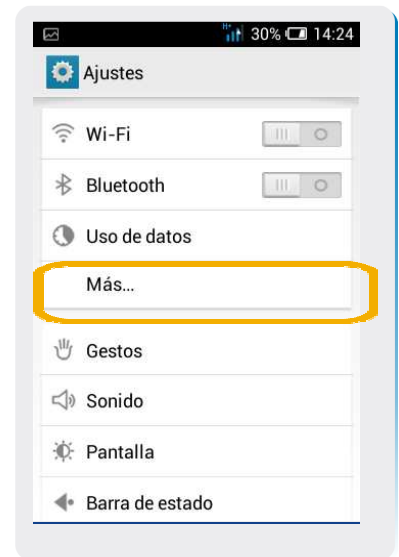 H+ 30% 14:24
Ajustes
Wi-Fi
Bluetooth
Uso de datos
Más...
Gestos
Sonido
Pantalla
Barra de estado